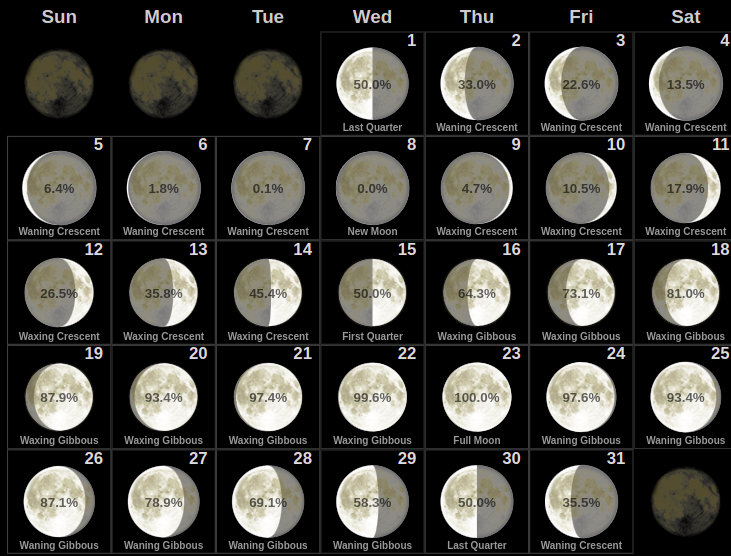 Sun Mon Tue Wed Thu Fri Sat
1 2 3 4
50.0% 33.0% 22.6% 13.5%
Last Quarter Waning Crescent Waning Crescent Waning Crescent
5 6 7 8 9 10 11
6.4% 1.8% 0.1% 0.0% 4.7% 10.5% 17.9%
Waning Crescent Waning Crescent Waning Crescent New Moon Waxing Crescent Waxing Crescent Waxing Crescent
12 13 14 15 16 17 18
26.5% 35.8% 45.4% 50.0% 64.3% 73.1% 81.0%
Waxing Crescent Waxing Crescent Waxing Crescent First Quarter Waxing Gibbous Waxing Gibbous Waxing Gibbous
19 20 21 22 23 24 25
87.9% 93.4% 97.4% 99.6% 100.0% 97.6% 93.4%
Waxing Gibbous Waxing Gibbous Waxing Gibbous Waxing Gibbous Full Moon Waning Gibbous Waning Gibbous
26 27 28 29 30 31
87.1% 78.9% 69.1% 58.3% 50.0% 35.5%
Waning Gibbous Waning Gibbous Waning Gibbous Waning Gibbous Last Quarter Waning Crescent